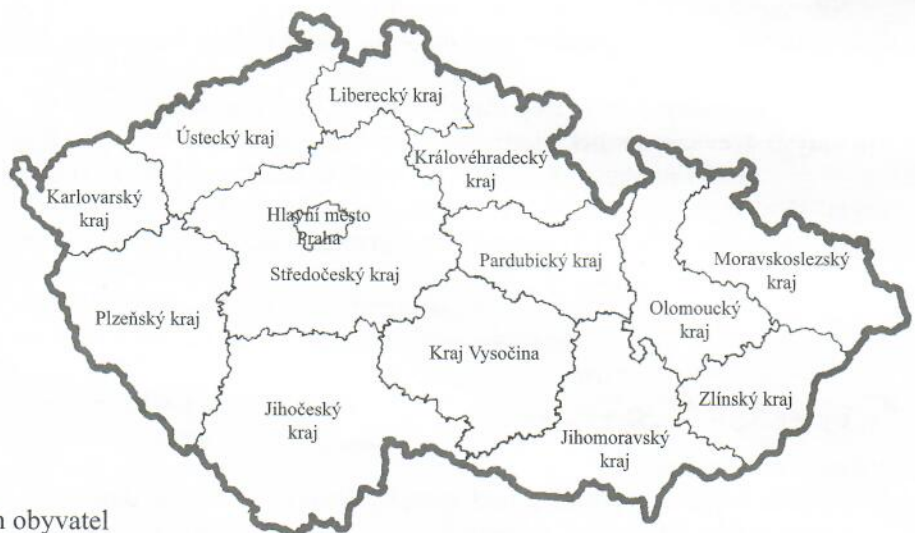 Liberecký kraj
Ústecký kraj
Královéhradecký
kraj
Karlovarský
kraj
Hlavní město
Praha
Středočeský kraj
Pardubický kraj
Moravskoslezský
kraj
Olomoucký
kraj
Plzeňský kraj
Kraj Vysočina
Zlínský kraj
Jihočeský
kraj
Jihomoravský
kraj
obyvatel